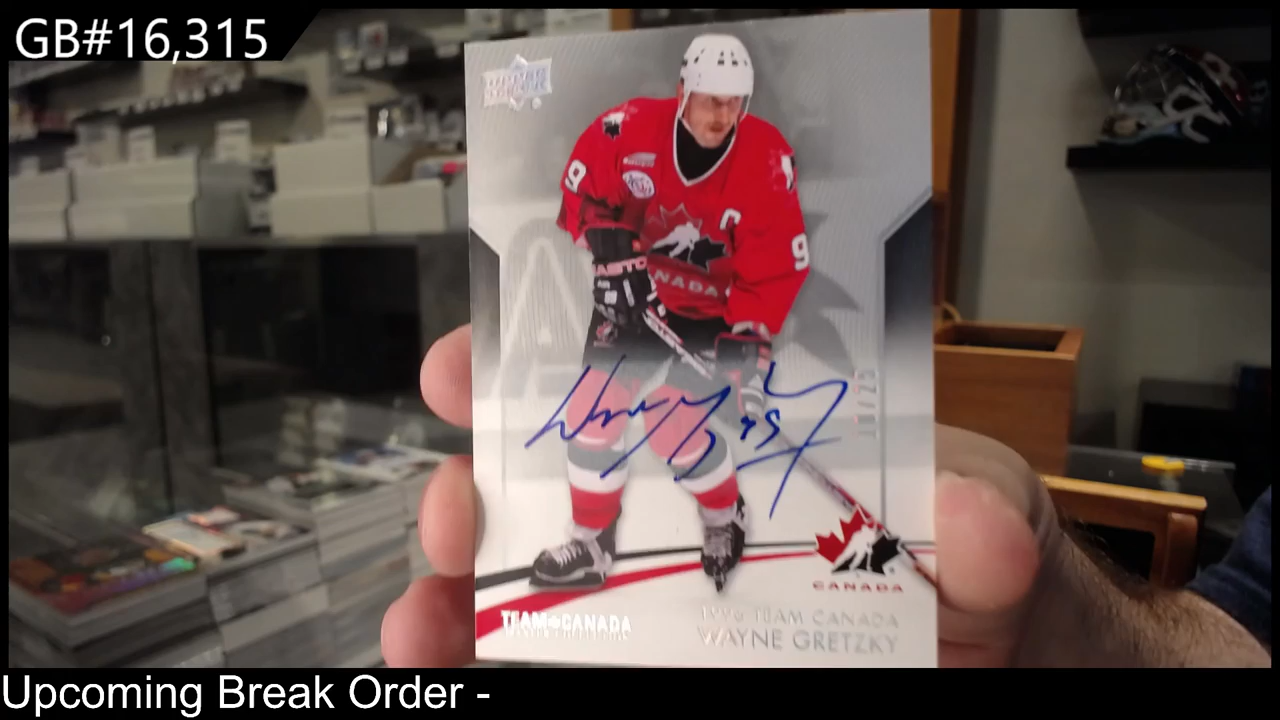 GB#16,315
UPPER DECK
9
C
9
EASTON
CANADA
CANADA
TEAM CANADA
1996 TEAM CANADA
WAYNE GRETZKY
Upcoming Break Order -